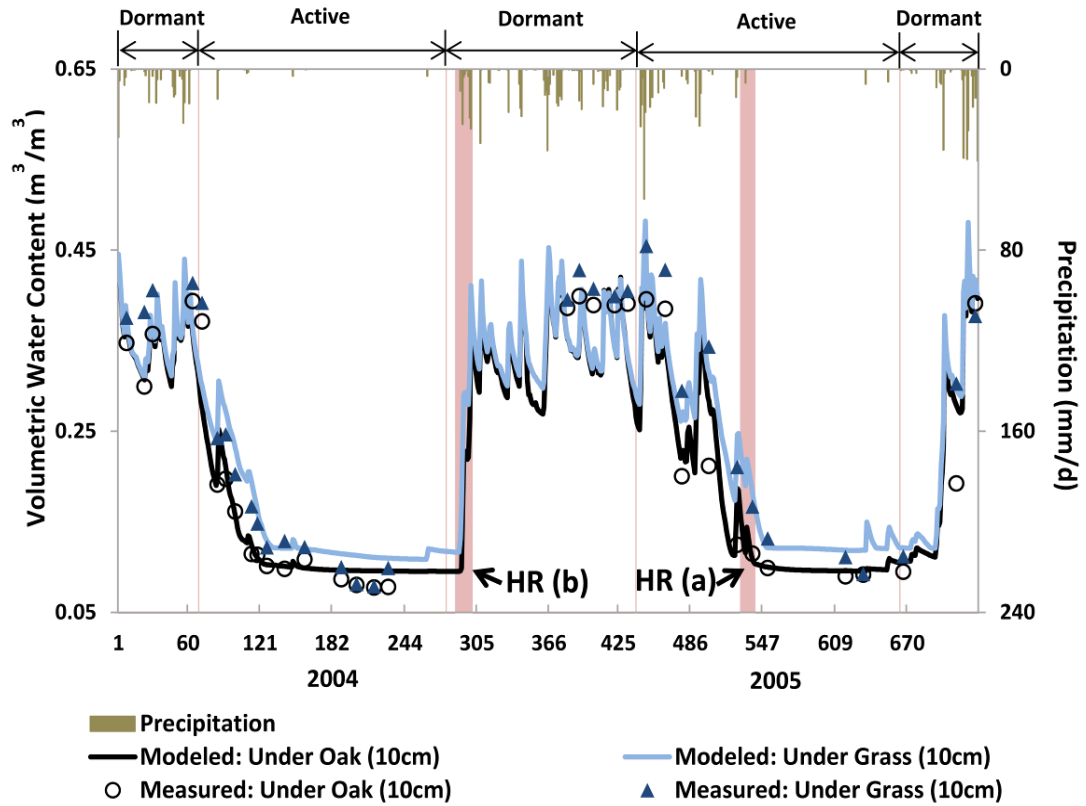 Dormant Active Dormant Active Dormant
0.65 0
0.45 80
0.25 160
0.05 240
Volumetric Water Content (m³/m³)
Precipitation (mm/d)
HR (b) HR (a)
1 60 121 182 244 305 366 425 486 547 609 670
2004 2005
Precipitation
Modeled: Under Oak (10cm) Modeled: Under Grass (10cm)
Measured: Under Oak (10cm) Measured: Under Grass (10cm)